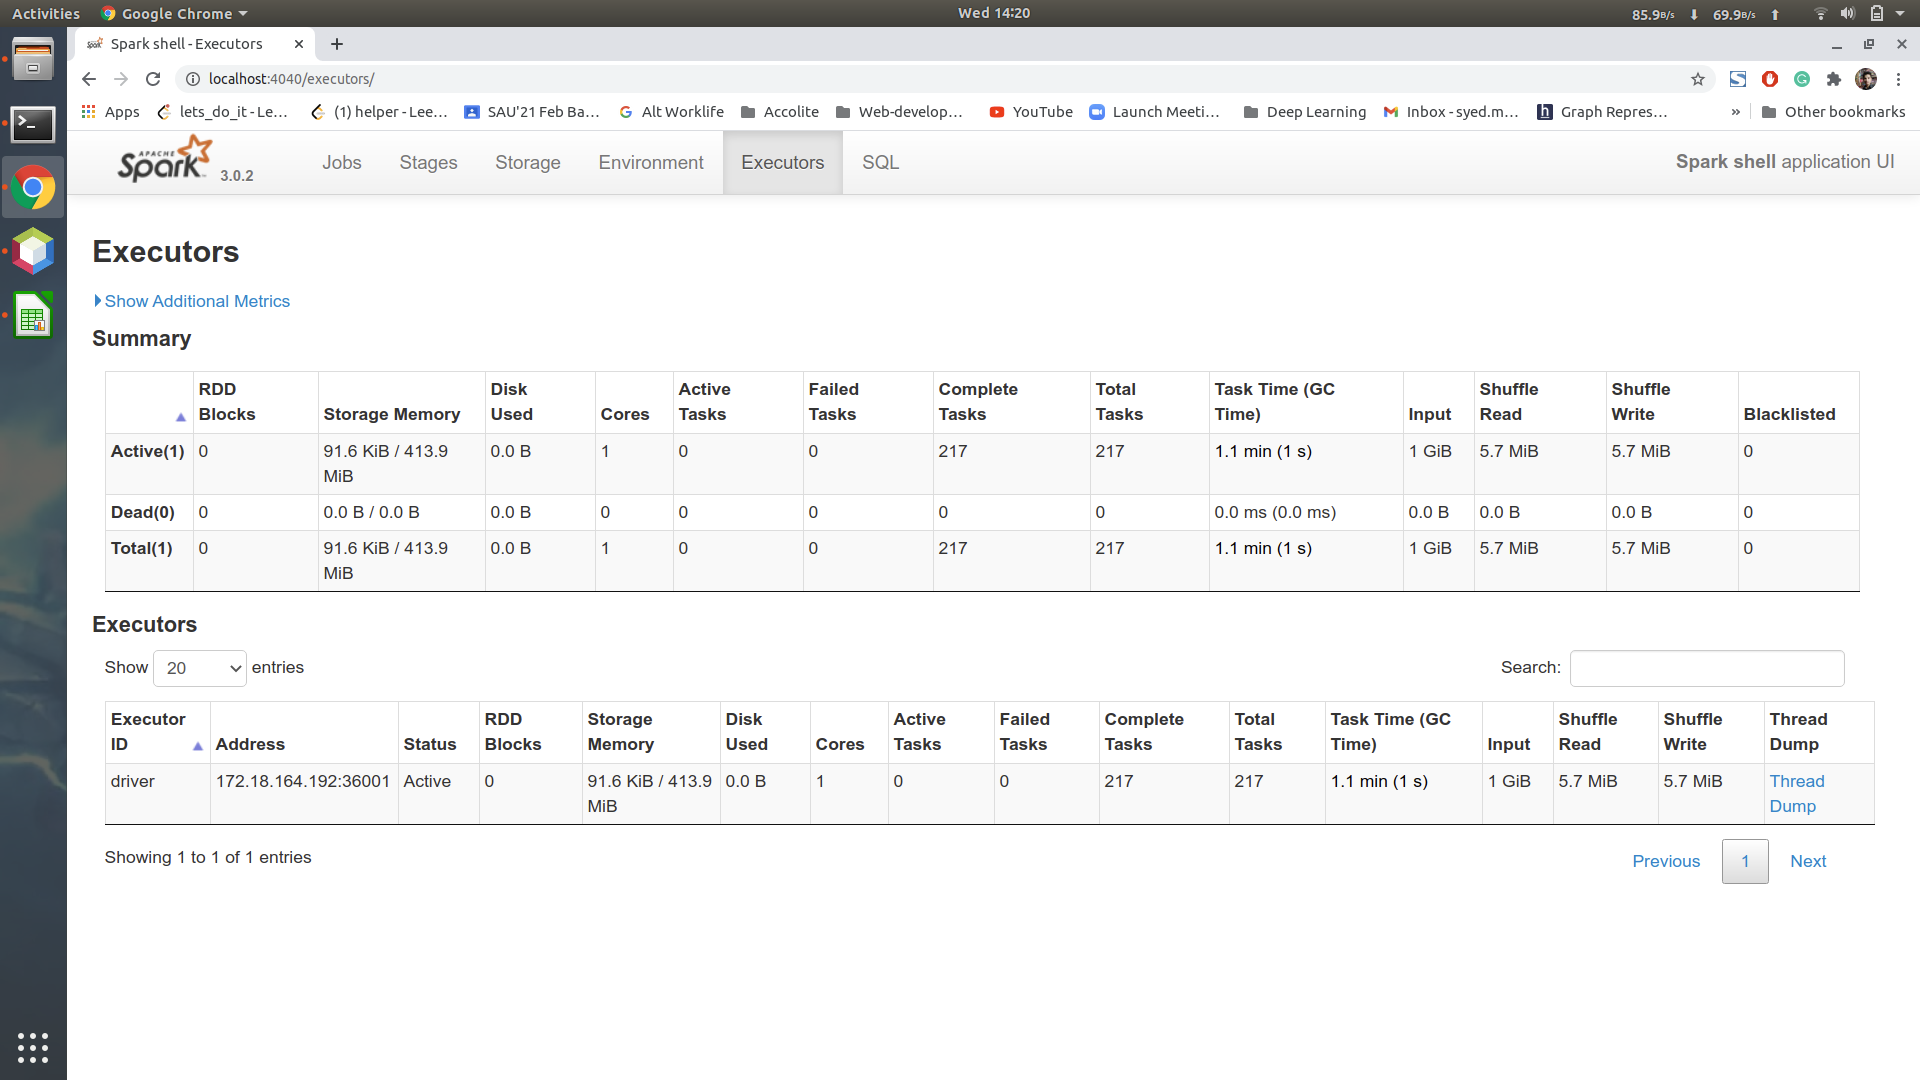 Activities Google Chrome Wed 14:20 85.9B/s 69.9B/s
Spark shell - Executors
localhost:4040/executors/
Apps lets_do_it - Le... (1) helper - Lee... SAU'21 Feb Ba... Alt Worklife Accolite Web-develop... YouTube Launch Meeti... Deep Learning Inbox - syed.m... Graph Repres... » Other bookmarks
APACHE Spark 3.0.2 Jobs Stages Storage Environment Executors SQL Spark shell application UI
Executors
Show Additional Metrics
Summary
RDD Blocks Storage Memory Disk Used Cores Active Tasks Failed Tasks Complete Tasks Total Tasks Task Time (GC Time) Input Shuffle Read Shuffle Write Blacklisted
Active(1) 0 91.6 KiB / 413.9 MiB 0.0 B 1 0 0 217 217 1.1 min (1 s) 1 GiB 5.7 MiB 5.7 MiB 0
Dead(0) 0 0.0 B / 0.0 B 0.0 B 0 0 0 0 0 0.0 ms (0.0 ms) 0.0 B 0.0 B 0.0 B 0
Total(1) 0 91.6 KiB / 413.9 MiB 0.0 B 1 0 0 217 217 1.1 min (1 s) 1 GiB 5.7 MiB 5.7 MiB 0
Executors
Show 20 entries Search:
Executor ID Address Status RDD Blocks Storage Memory Disk Used Cores Active Tasks Failed Tasks Complete Tasks Total Tasks Task Time (GC Time) Input Shuffle Read Shuffle Write Thread Dump
driver 172.18.164.192:36001 Active 0 91.6 KiB / 413.9 MiB 0.0 B 1 0 0 217 217 1.1 min (1 s) 1 GiB 5.7 MiB 5.7 MiB Thread Dump
Showing 1 to 1 of 1 entries Previous 1 Next